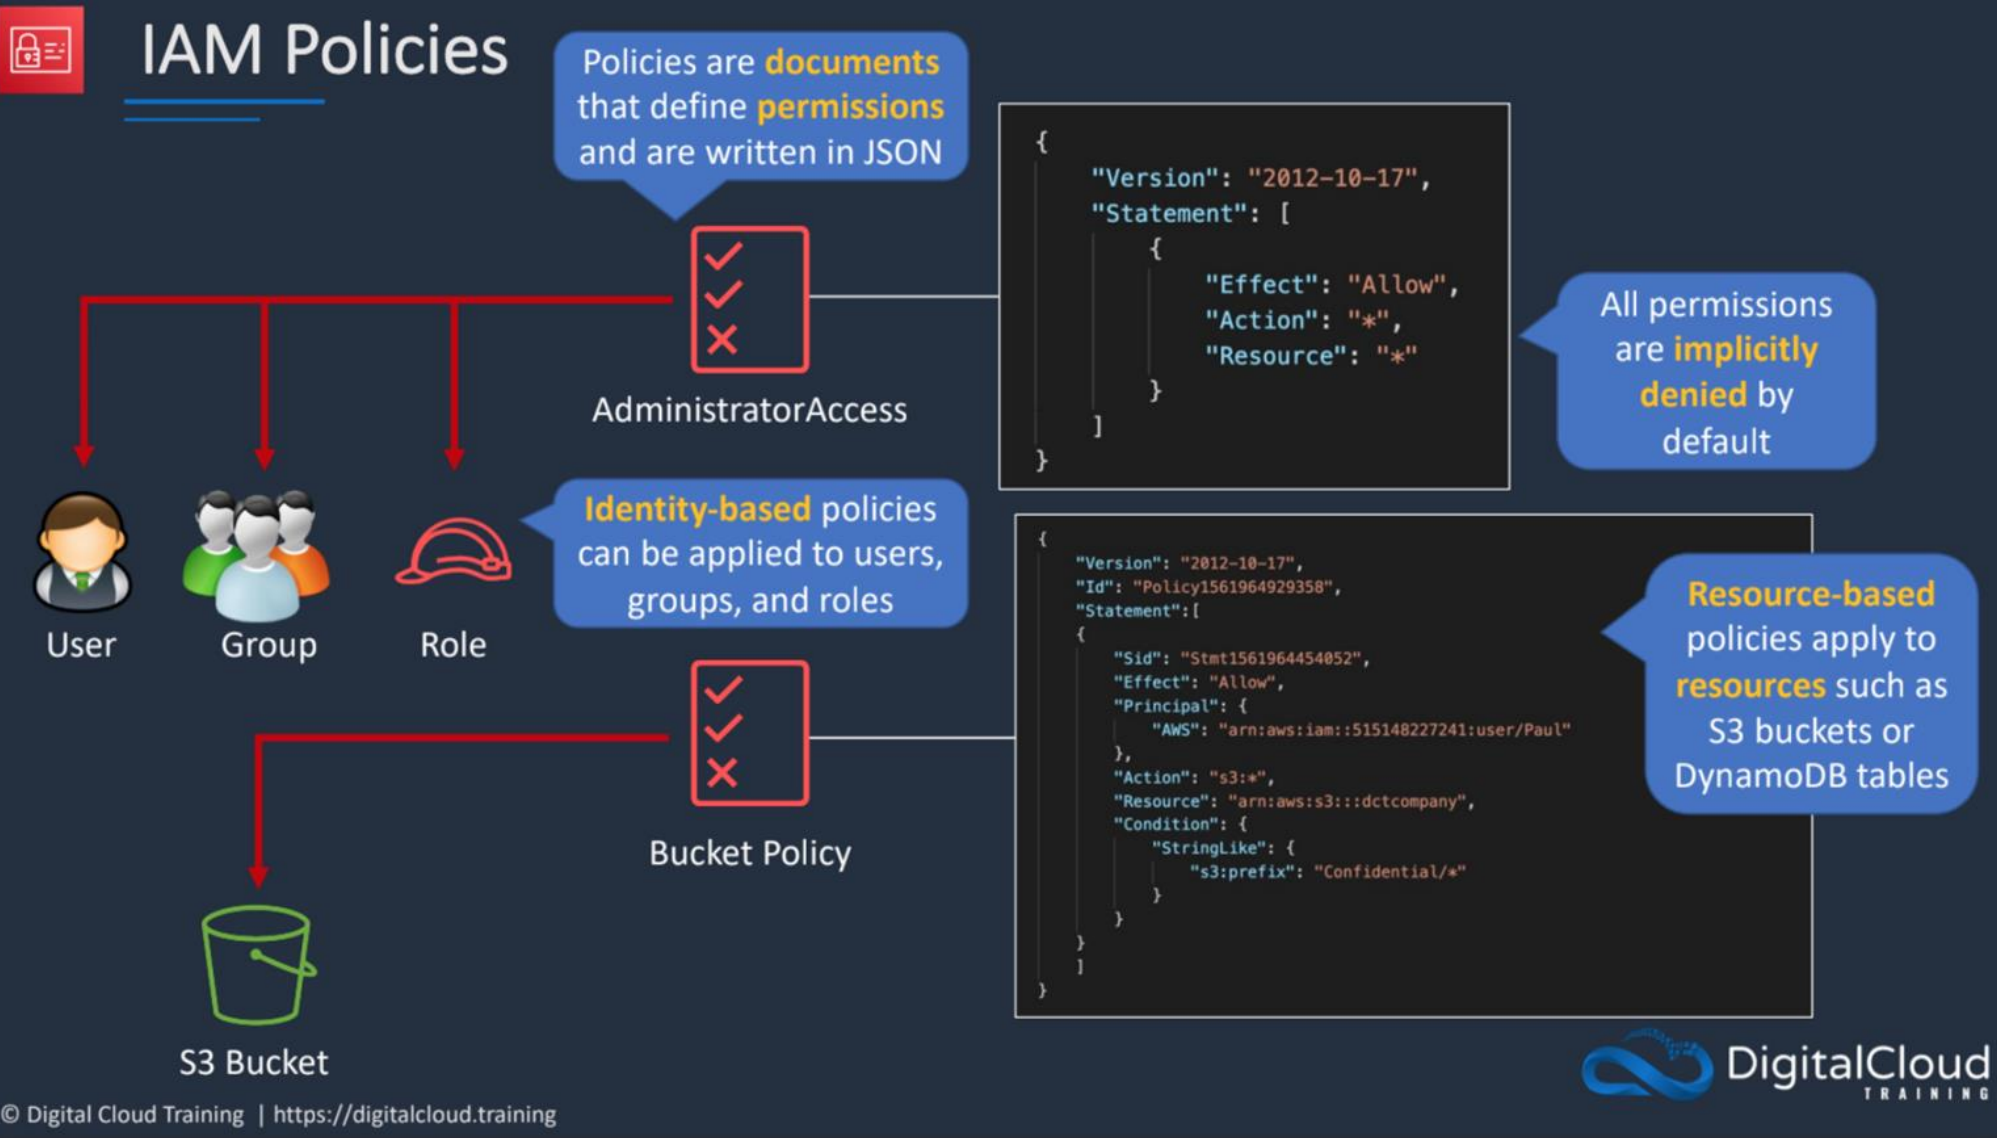 IAM Policies
Policies are documents
that define permissions
and are written in JSON
{
"Version": "2012-10-17",
"Statement": [
{
"Effect": "Allow",
"Action": "*",
"Resource": "*"
}
]
}
All permissions
are implicitly
denied by
default
AdministratorAccess
Identity-based policies
can be applied to users,
groups, and roles
User
Group
Role
{
"Version": "2012-10-17",
"Id": "Policy1561964929358",
"Statement":[
{
"Sid": "Stmt1561964454052",
"Effect": "Allow",
"Principal": {
"AWS": "arn:aws:iam::515148227241:user/Paul"
},
"Action": "s3:*",
"Resource": "arn:aws:s3:::dctcompany",
"Condition": {
"StringLike": {
"s3:prefix": "Confidential/*"
}
}
}
]
}
Resource-based
policies apply to
resources such as
S3 buckets or
DynamoDB tables
Bucket Policy
S3 Bucket
DigitalCloud
TRAINING
© Digital Cloud Training | https://digitalcloud.training